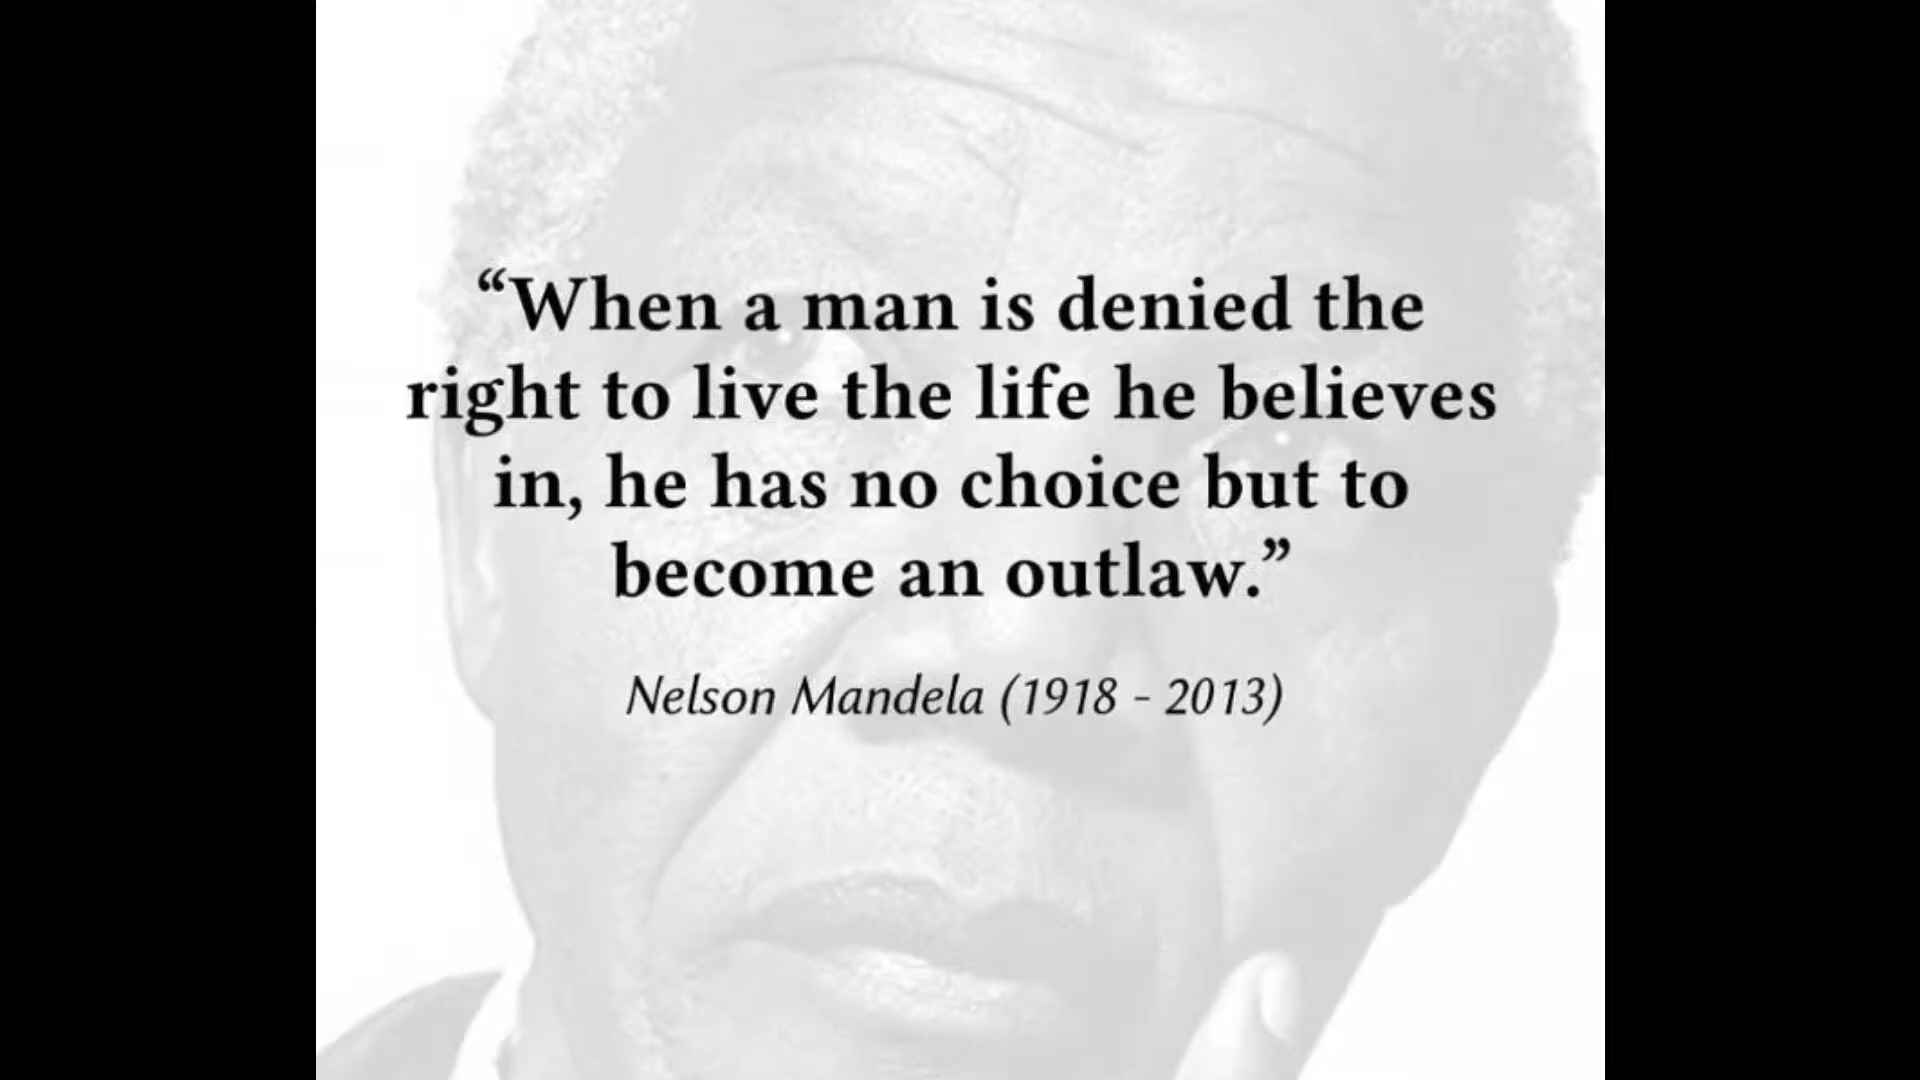 “When a man is denied the
right to live the life he believes
in, he has no choice but to
become an outlaw.”
Nelson Mandela (1918 - 2013)